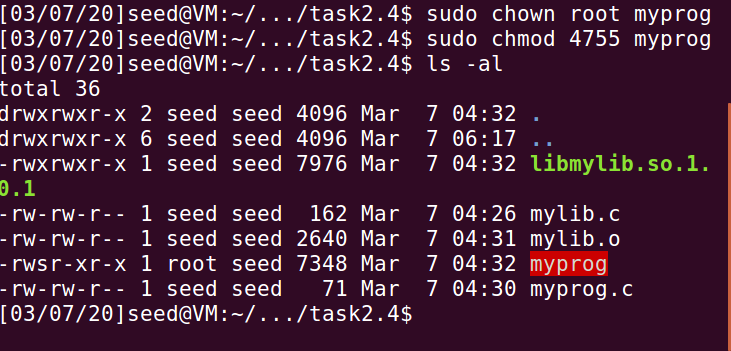 [03/07/20]seed@VM:~/.../task2.4$ sudo chown root myprog
[03/07/20]seed@VM:~/.../task2.4$ sudo chmod 4755 myprog
[03/07/20]seed@VM:~/.../task2.4$ ls -al
total 36
drwxrwxr-x 2 seed seed 4096 Mar  7 04:32 .
drwxrwxr-x 6 seed seed 4096 Mar  7 06:17 ..
-rwxrwxr-x 1 seed seed 7976 Mar  7 04:32 libmylib.so.1.
0.1
-rw-rw-r-- 1 seed seed  162 Mar  7 04:26 mylib.c
-rw-rw-r-- 1 seed seed 2640 Mar  7 04:31 mylib.o
-rwsr-xr-x 1 root seed 7348 Mar  7 04:32 myprog
-rw-rw-r-- 1 seed seed   71 Mar  7 04:30 myprog.c
[03/07/20]seed@VM:~/.../task2.4$